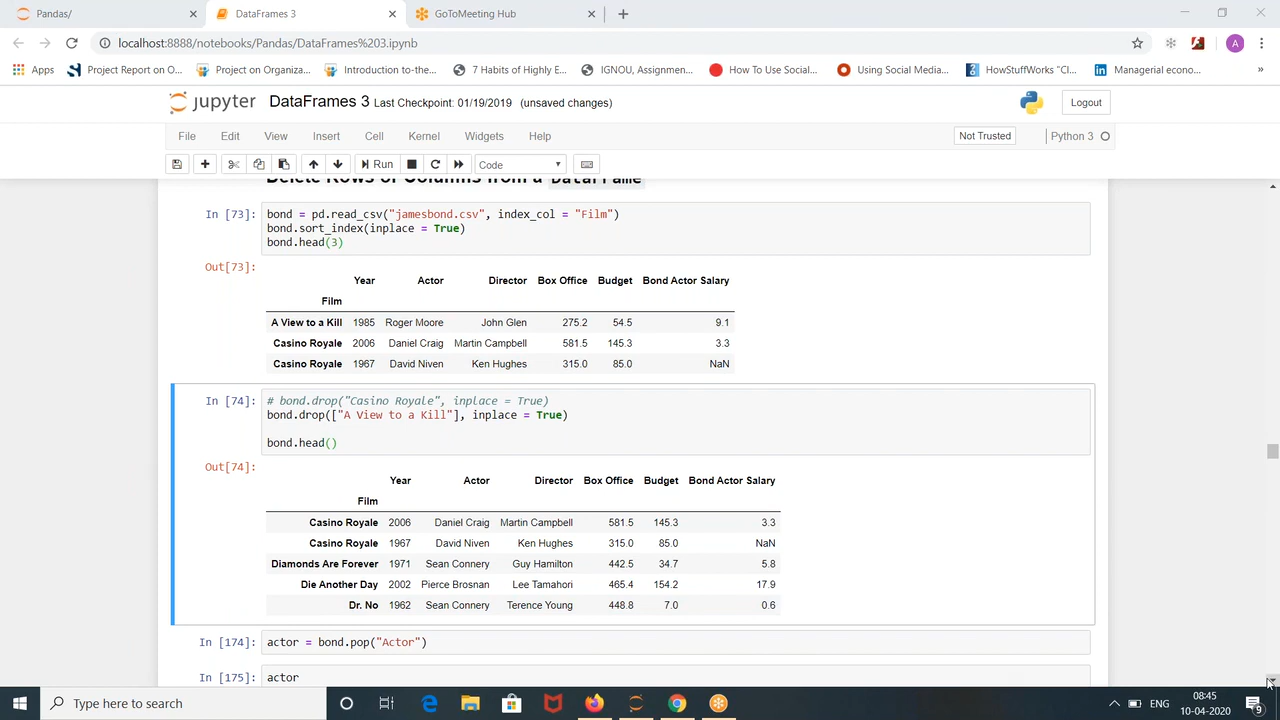 Pandas/
DataFrames 3
GoToMeeting Hub
localhost:8888/notebooks/Pandas/DataFrames%203.ipynb
A
Apps
Project Report on O...
Project on Organiza...
Introduction-to-the...
7 Habits of Highly E...
IGNOU, Assignmen...
How To Use Social...
Using Social Media...
HowStuffWorks "Cl...
Managerial econo...
»
jupyter DataFrames 3 Last Checkpoint: 01/19/2019 (unsaved changes)
Logout
File Edit View Insert Cell Kernel Widgets Help
Not Trusted
Python 3
Run
Code
Delete Rows or Columns from a DataFrame
In [73]: bond = pd.read_csv("jamesbond.csv", index_col = "Film")
bond.sort_index(inplace = True)
bond.head(3)
Out[73]:
Year Actor Director Box Office Budget Bond Actor Salary
Film
A View to a Kill 1985 Roger Moore John Glen 275.2 54.5 9.1
Casino Royale 2006 Daniel Craig Martin Campbell 581.5 145.3 3.3
Casino Royale 1967 David Niven Ken Hughes 315.0 85.0 NaN
In [74]: # bond.drop("Casino Royale", inplace = True)
bond.drop(["A View to a Kill"], inplace = True)
bond.head()
Out[74]:
Year Actor Director Box Office Budget Bond Actor Salary
Film
Casino Royale 2006 Daniel Craig Martin Campbell 581.5 145.3 3.3
Casino Royale 1967 David Niven Ken Hughes 315.0 85.0 NaN
Diamonds Are Forever 1971 Sean Connery Guy Hamilton 442.5 34.7 5.8
Die Another Day 2002 Pierce Brosnan Lee Tamahori 465.4 154.2 17.9
Dr. No 1962 Sean Connery Terence Young 448.8 7.0 0.6
In [174]: actor = bond.pop("Actor")
In [175]: actor
Type here to search
ENG
08:45
10-04-2020
9